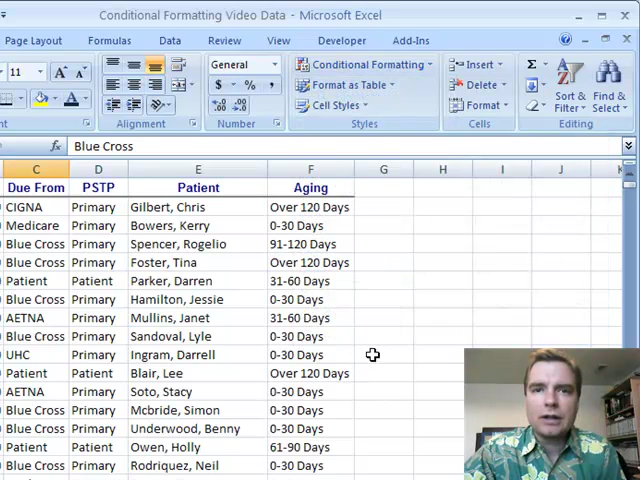 Conditional Formatting Video Data - Microsoft Excel
Page Layout Formulas Data Review View Developer Add-Ins
11 A A General Conditional Formatting Insert Σ
$ % , Format as Table Delete Sort & Filter Find & Select
Cell Styles Format
Alignment Number Styles Cells Editing
fx Blue Cross
C D E F G H I J K
Due From PSTP Patient Aging
CIGNA Primary Gilbert, Chris Over 120 Days
Medicare Primary Bowers, Kerry 0-30 Days
Blue Cross Primary Spencer, Rogelio 91-120 Days
Blue Cross Primary Foster, Tina Over 120 Days
Patient Patient Parker, Darren 31-60 Days
Blue Cross Primary Hamilton, Jessie 0-30 Days
AETNA Primary Mullins, Janet 31-60 Days
Blue Cross Primary Sandoval, Lyle 0-30 Days
UHC Primary Ingram, Darrell 0-30 Days
Patient Patient Blair, Lee Over 120 Days
AETNA Primary Soto, Stacy 0-30 Days
Blue Cross Primary Mcbride, Simon 0-30 Days
Blue Cross Primary Underwood, Benny 0-30 Days
Patient Patient Owen, Holly 61-90 Days
Blue Cross Primary Rodriquez, Neil 0-30 Days